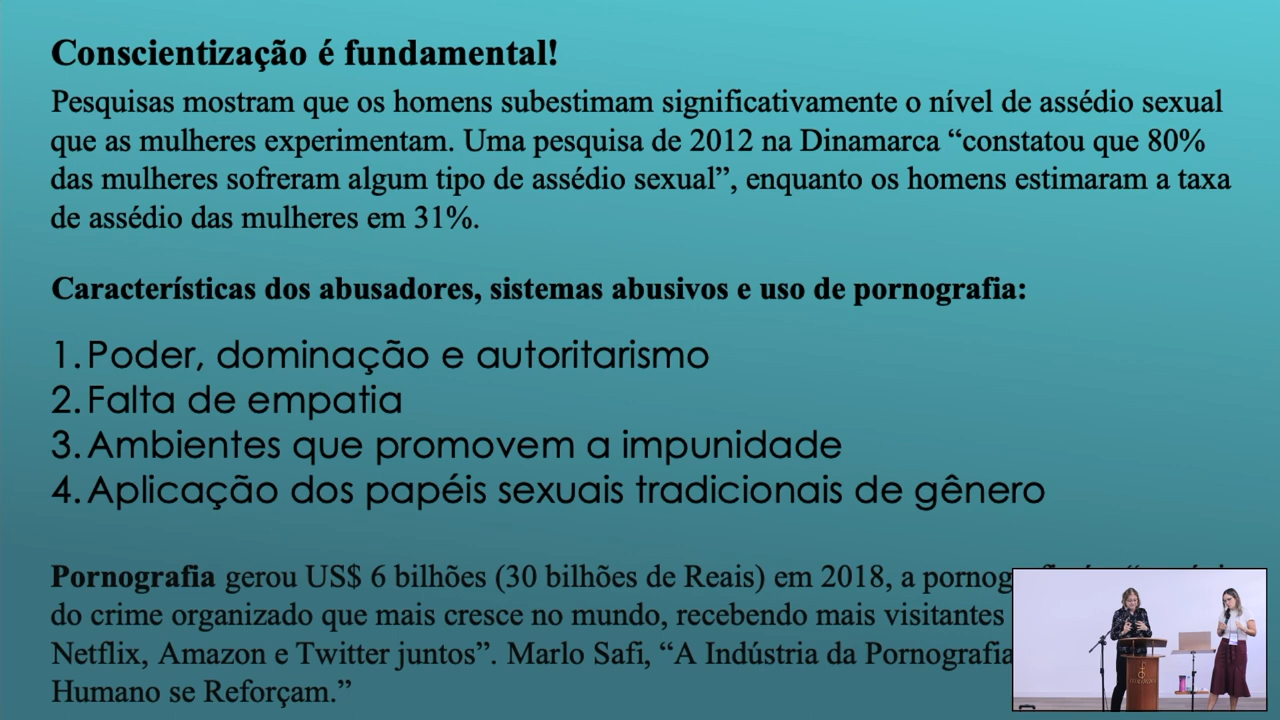 Conscientização é fundamental!
Pesquisas mostram que os homens subestimam significativamente o nível de assédio sexual
que as mulheres experimentam. Uma pesquisa de 2012 na Dinamarca “constatou que 80%
das mulheres sofreram algum tipo de assédio sexual”, enquanto os homens estimaram a taxa
de assédio das mulheres em 31%.
Características dos abusadores, sistemas abusivos e uso de pornografia:
1. Poder, dominação e autoritarismo
2. Falta de empatia
3. Ambientes que promovem a impunidade
4. Aplicação dos papéis sexuais tradicionais de gênero
Pornografia gerou US$ 6 bilhões (30 bilhões de Reais) em 2018, a
do crime organizado que mais cresce no mundo, recebendo mais visitantes
Netflix, Amazon e Twitter juntos”. Marlo Safi, “A Indústria da Pornografia
Humano se Reforçam.”